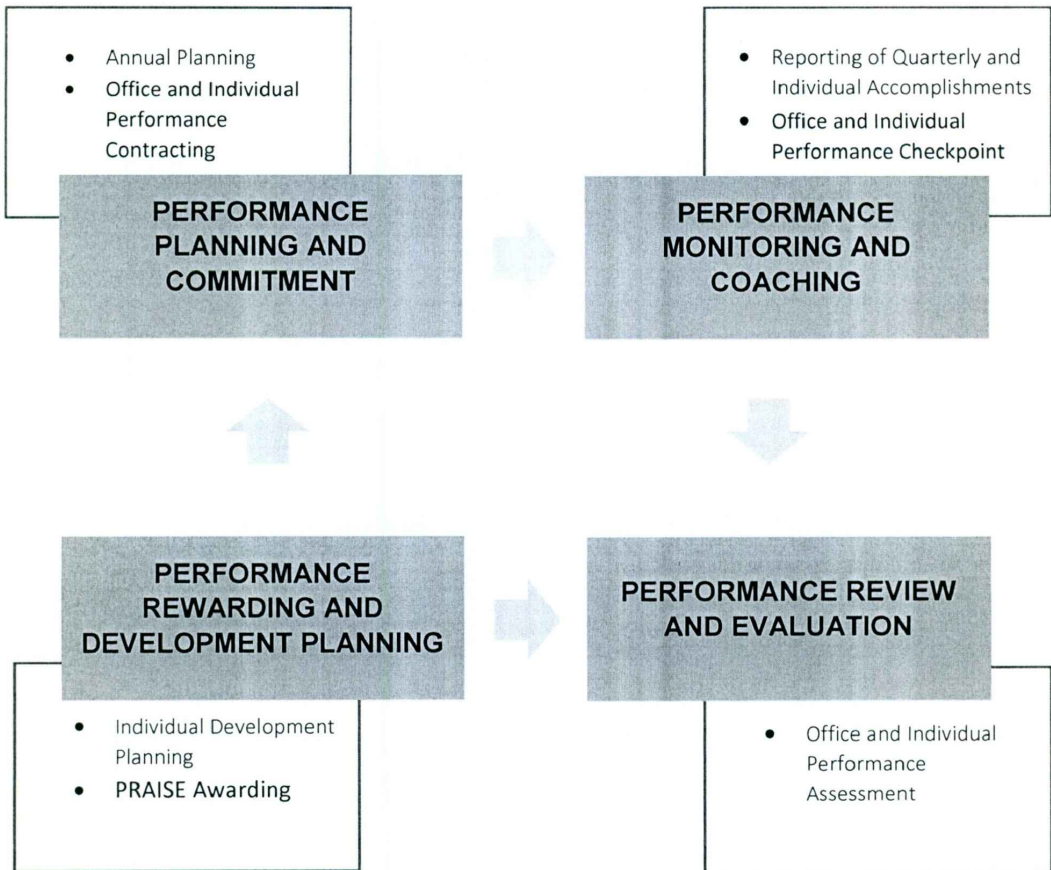 • Annual Planning
• Office and Individual
Performance
Contracting
PERFORMANCE
PLANNING AND
COMMITMENT
• Reporting of Quarterly and
Individual Accomplishments
• Office and Individual
Performance Checkpoint
PERFORMANCE
MONITORING AND
COACHING
PERFORMANCE
REWARDING AND
DEVELOPMENT PLANNING
• Individual Development
Planning
• PRAISE Awarding
PERFORMANCE REVIEW
AND EVALUATION
• Office and Individual
Performance
Assessment